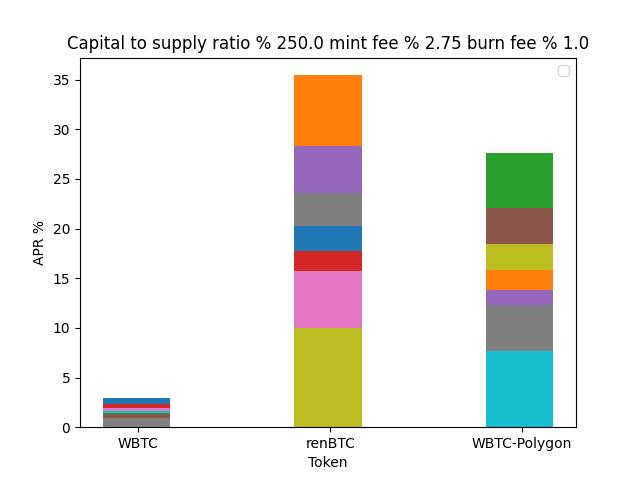 Capital to supply ratio % 250.0 mint fee % 2.75 burn fee % 1.0
35
30
25
20
15
10
5
0
APR %
WBTC
renBTC
WBTC-Polygon
Token